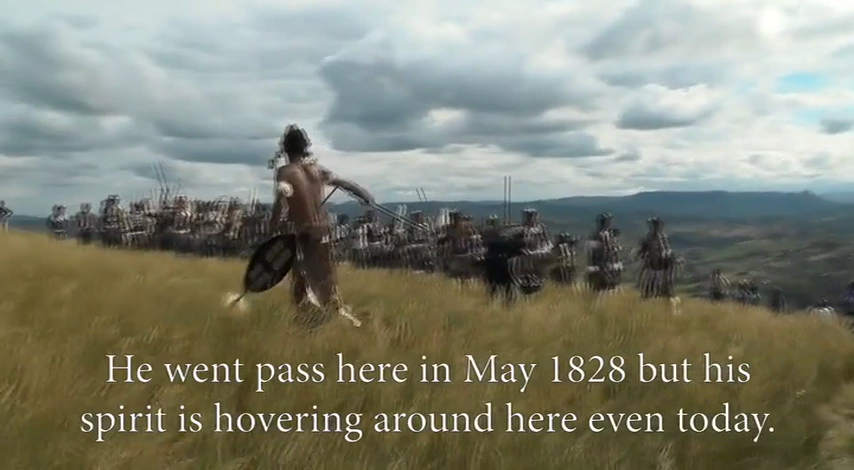 He went pass here in May 1828 but his
spirit is hovering around here even today.